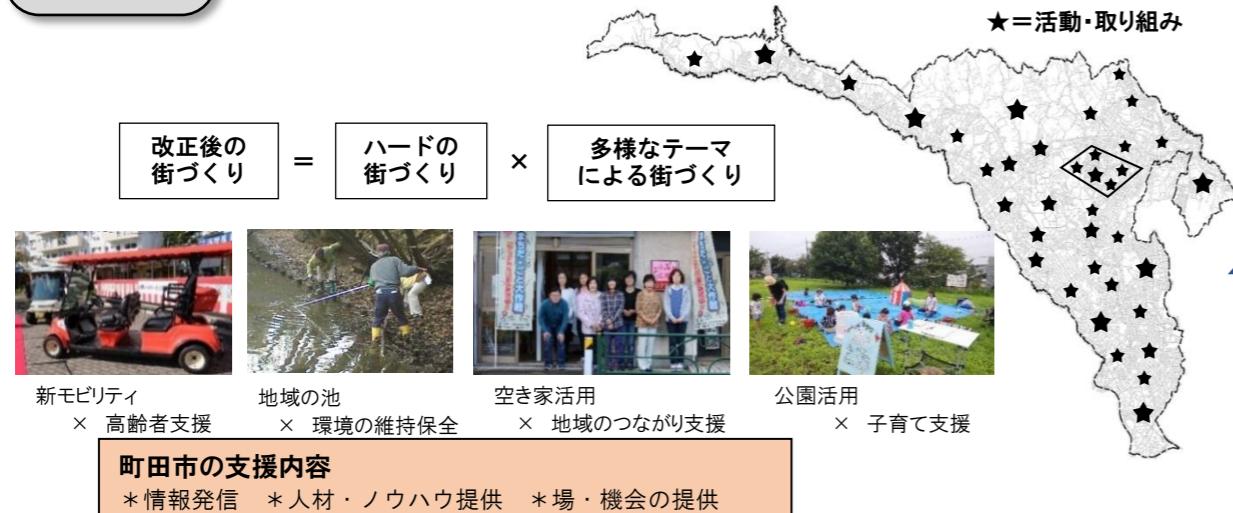 ★＝活動・取り組み
改正後の
街づくり
＝
ハードの
街づくり
×
多様なテーマ
による街づくり
新モビリティ
× 高齢者支援
地域の池
× 環境の維持保全
空き家活用
× 地域のつながり支援
公園活用
× 子育て支援
町田市の支援内容
＊情報発信　＊人材・ノウハウ提供　＊場・機会の提供